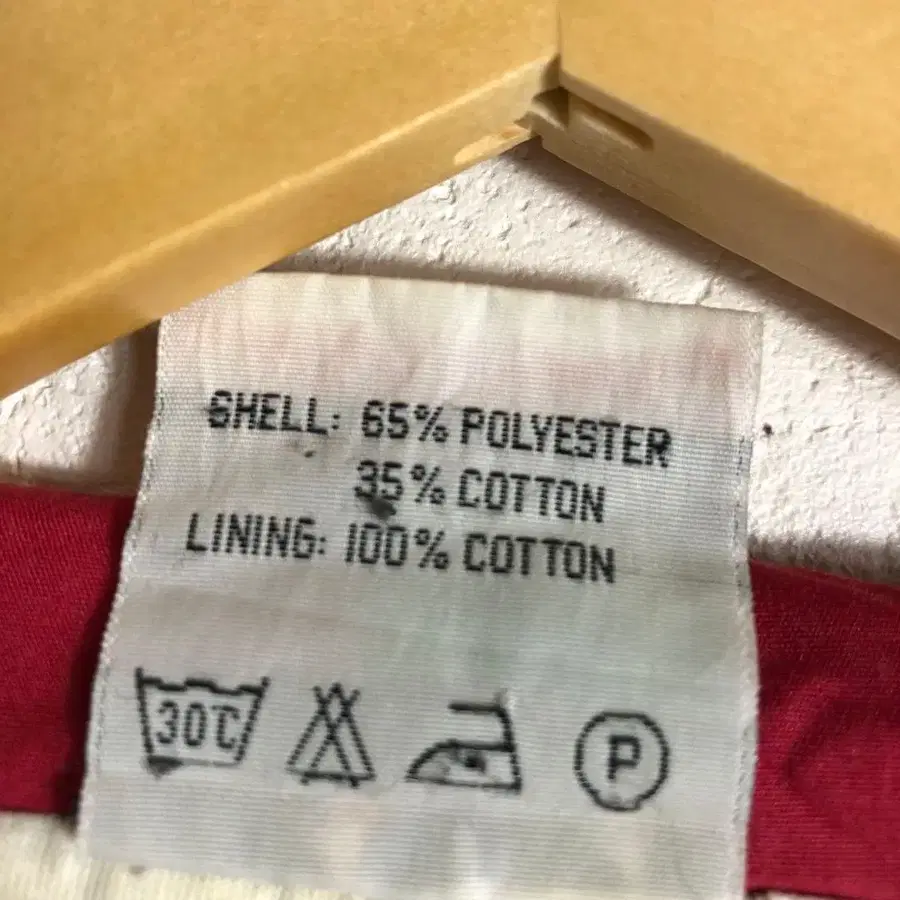 SHELL: 65% POLYESTER
35% COTTON
LINING: 100% COTTON
30°C P